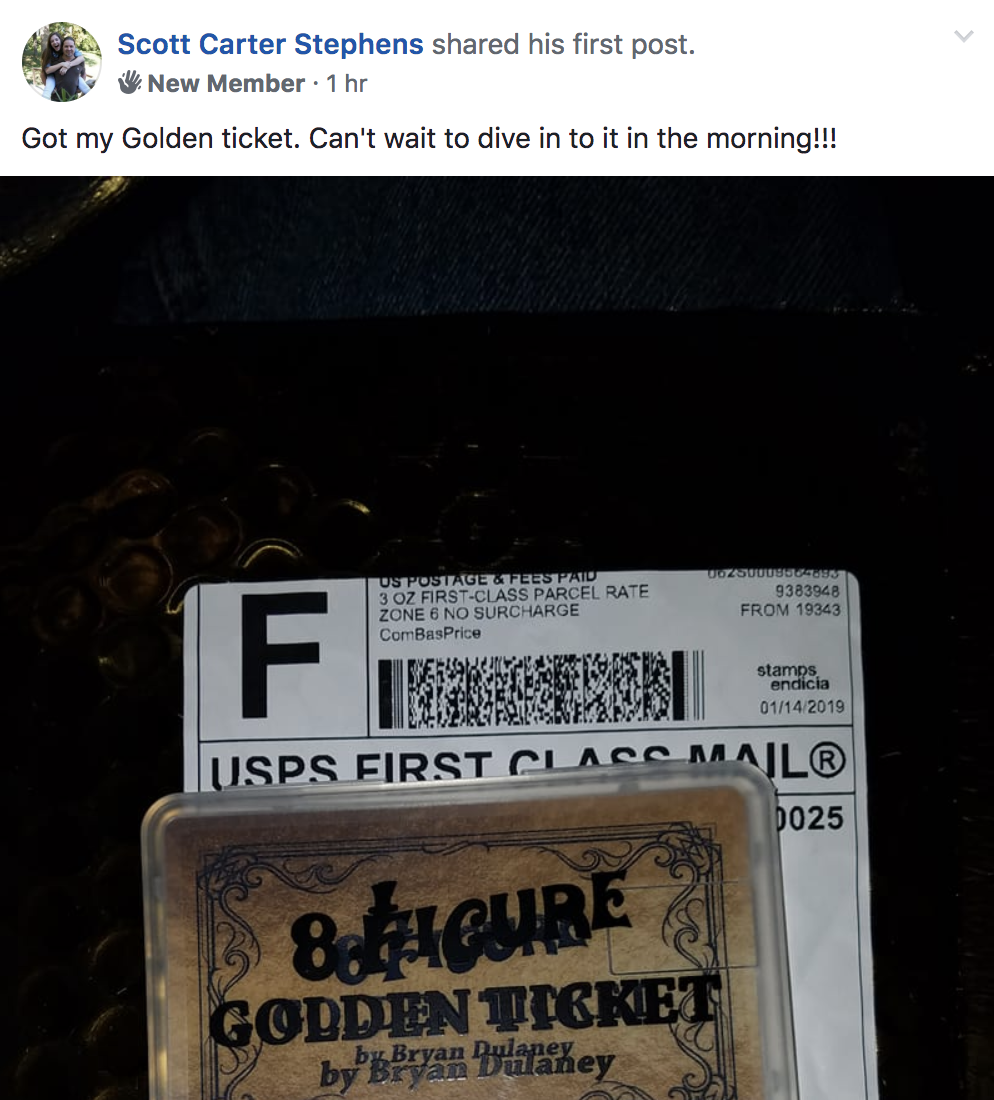 Scott Carter Stephens shared his first post.
New Member · 1 hr
Got my Golden ticket. Can't wait to dive in to it in the morning!!!
F
US POSTAGE & FEES PAID
3 OZ FIRST-CLASS PARCEL RATE
ZONE 6 NO SURCHARGE
ComBasPrice
06250009564893
9383948
FROM 19343
stamps
endicia
01/14/2019
USPS FIRST CLASS MAIL®
0025
8 FIGURE
GOLDEN TICKET
by Bryan Dulaney